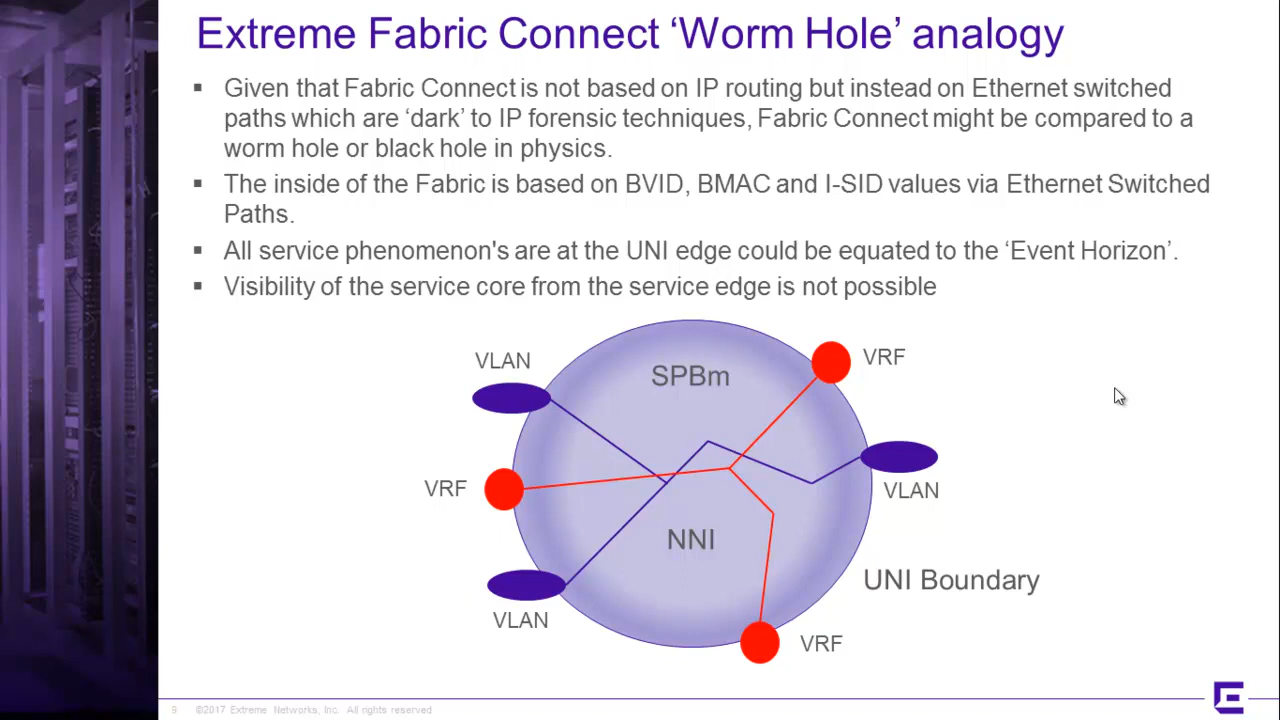 Extreme Fabric Connect ‘Worm Hole’ analogy
▪ Given that Fabric Connect is not based on IP routing but instead on Ethernet switched
paths which are ‘dark’ to IP forensic techniques, Fabric Connect might be compared to a
worm hole or black hole in physics.
▪ The inside of the Fabric is based on BVID, BMAC and I-SID values via Ethernet Switched
Paths.
▪ All service phenomenon's are at the UNI edge could be equated to the ‘Event Horizon’.
▪ Visibility of the service core from the service edge is not possible
VLAN
SPBm
VRF
VRF
VLAN
NNI
UNI Boundary
VLAN
VRF
9 ©2017 Extreme Networks, Inc. All rights reserved